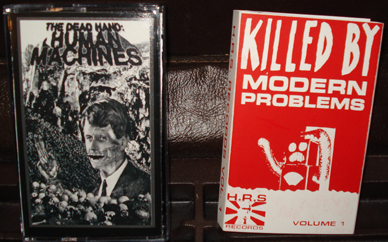 THE DEAD HAND:
HUMAN
MACHINES
KILLED BY
MODERN
PROBLEMS
H.R.S
RECORDS
VOLUME 1